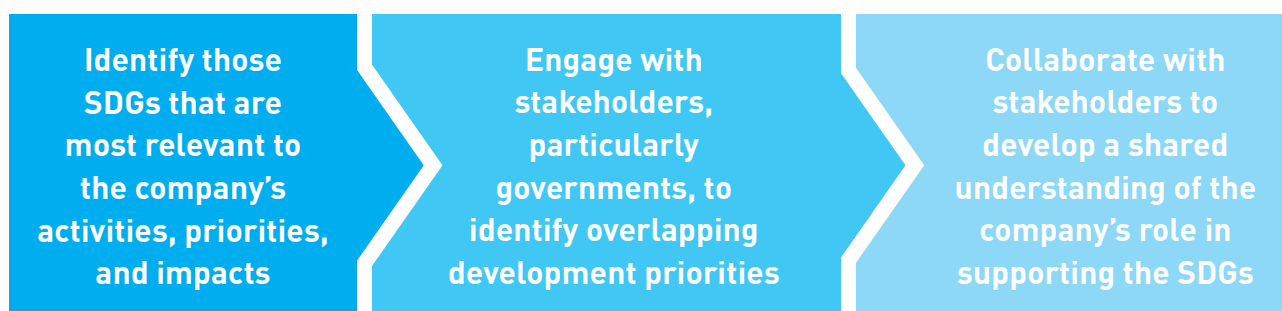 Identify those
SDGs that are
most relevant to
the company’s
activities, priorities,
and impacts
Engage with
stakeholders,
particularly
governments, to
identify overlapping
development priorities
Collaborate with
stakeholders to
develop a shared
understanding of the
company’s role in
supporting the SDGs